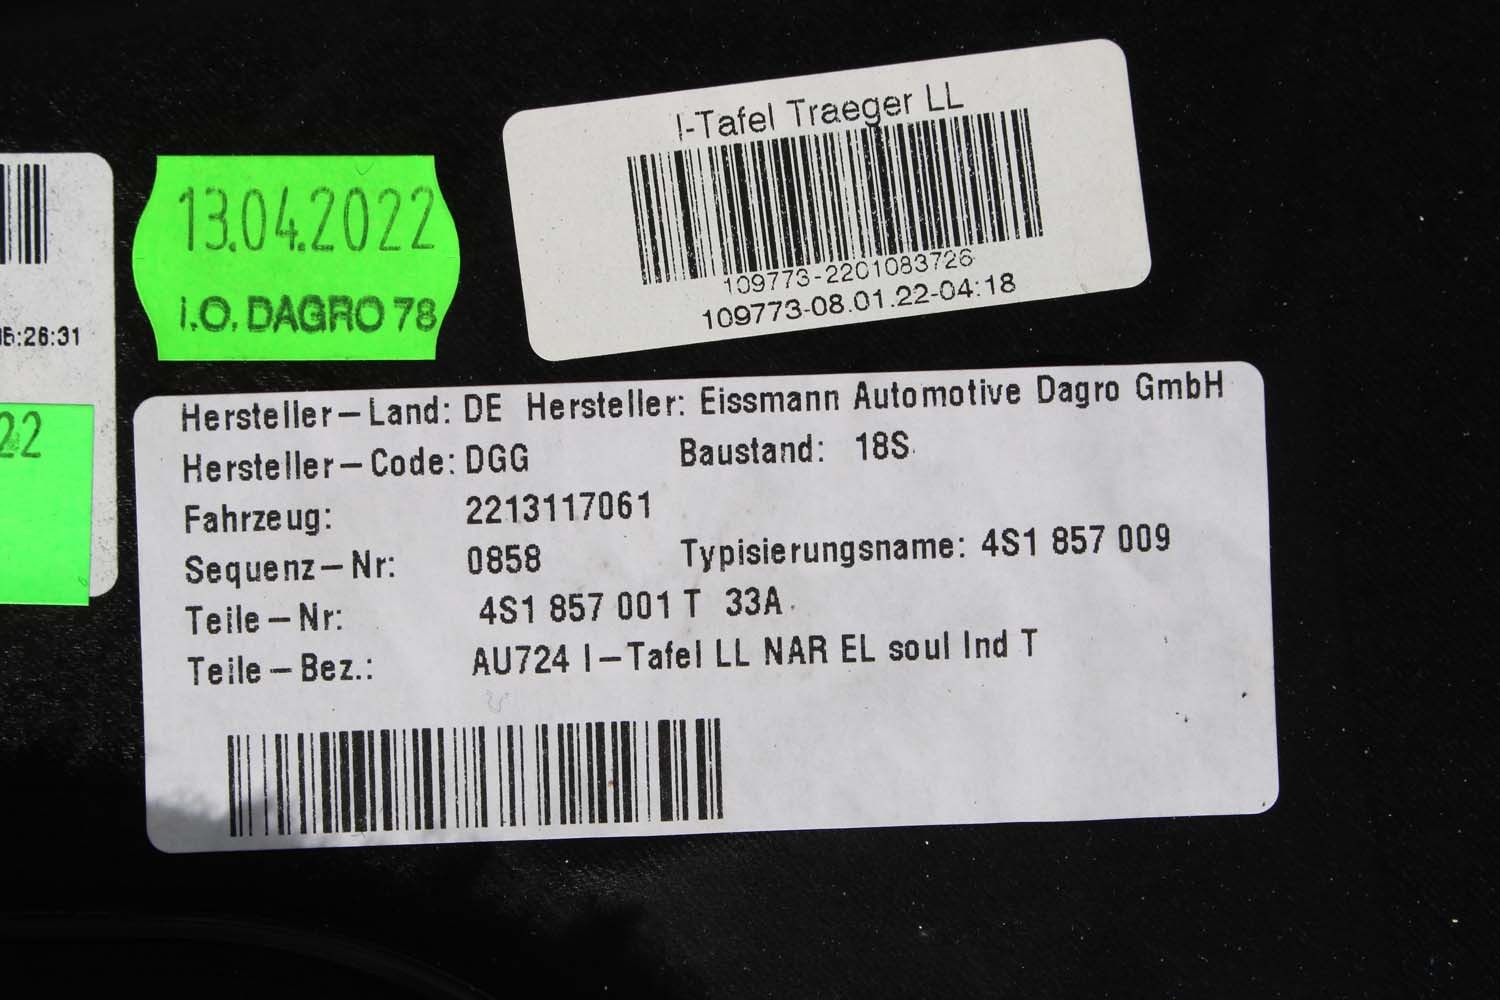 I-Tafel Traeger LL
109773-2201083726
109773-08.01.22-04:18
13.04.2022
i.O. DAGRO 78
:26:31
22
Hersteller-Land: DE Hersteller: Eissmann Automotive Dagro GmbH
Hersteller-Code: DGG Baustand: 18S
Fahrzeug: 2213117061
Sequenz-Nr: 0858 Typisierungsname: 4S1 857 009
Teile-Nr: 4S1 857 001 T 33A
Teile-Bez.: AU724 I-Tafel LL NAR EL soul Ind T